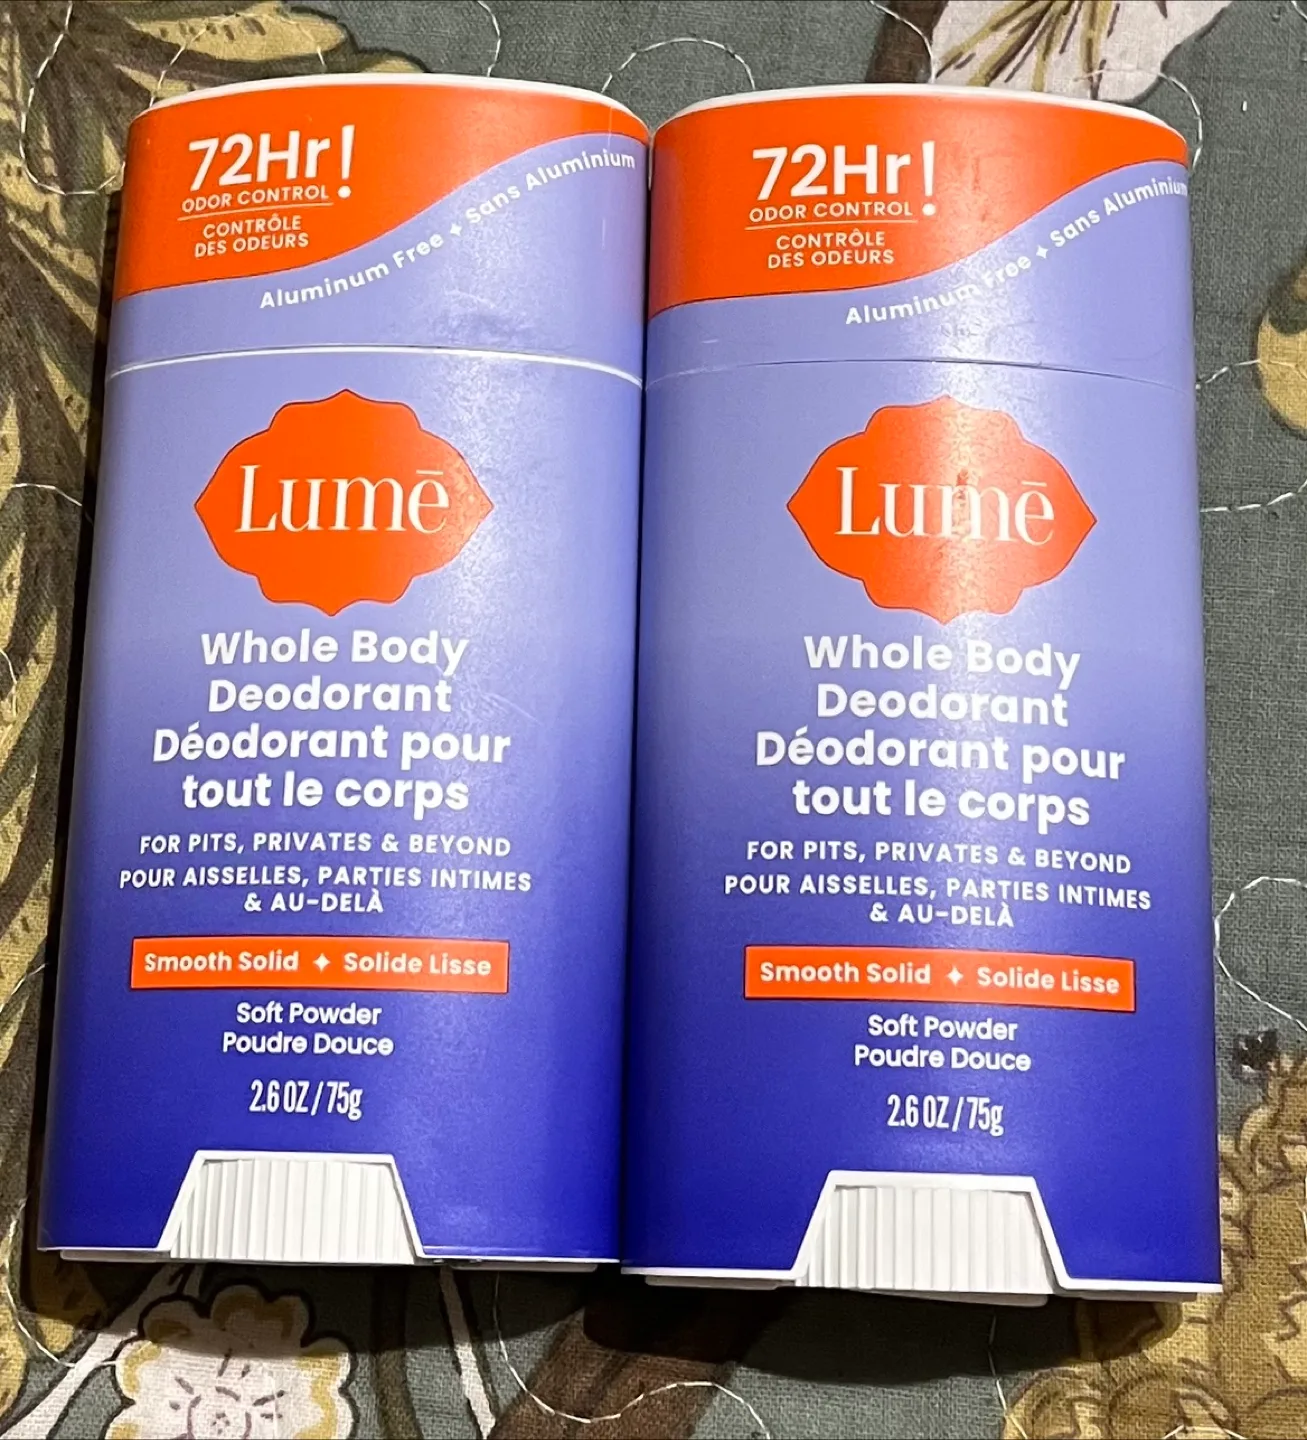 72Hr!
ODOR CONTROL
CONTRÔLE
DES ODEURS
Aluminum Free ✦ Sans Aluminium
Lumē
Whole Body
Deodorant
Déodorant pour
tout le corps
FOR PITS, PRIVATES & BEYOND
POUR AISSELLES, PARTIES INTIMES
& AU-DELÀ
Smooth Solid ✦ Solide Lisse
Soft Powder
Poudre Douce
2.6 OZ / 75g
72Hr!
ODOR CONTROL
CONTRÔLE
DES ODEURS
Aluminum Free ✦ Sans Aluminium
Lumē
Whole Body
Deodorant
Déodorant pour
tout le corps
FOR PITS, PRIVATES & BEYOND
POUR AISSELLES, PARTIES INTIMES
& AU-DELÀ
Smooth Solid ✦ Solide Lisse
Soft Powder
Poudre Douce
2.6 OZ / 75g